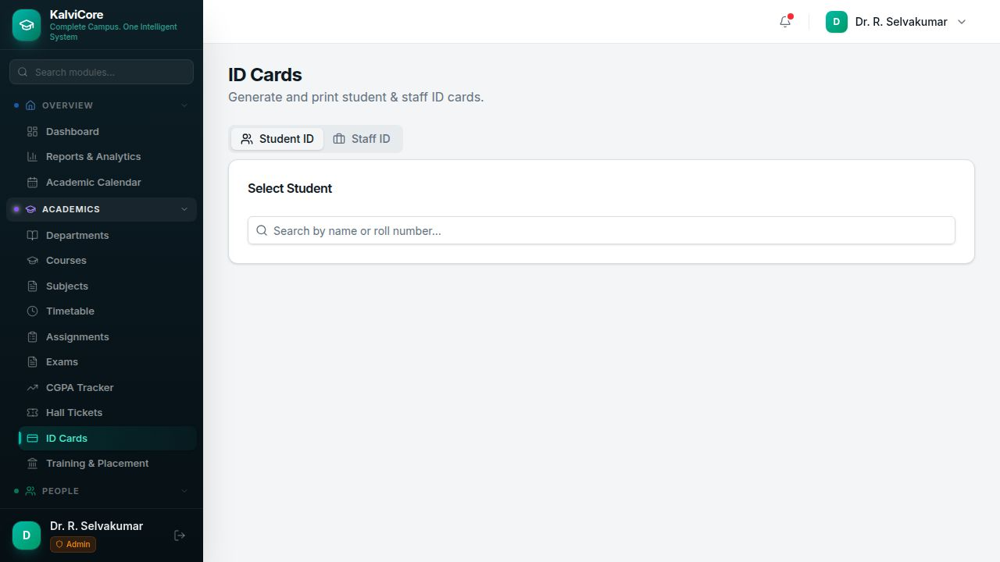 KalviCore
Complete Campus. One Intelligent
System
Search modules...
OVERVIEW
Dashboard
Reports & Analytics
Academic Calendar
ACADEMICS
Departments
Courses
Subjects
Timetable
Assignments
Exams
CGPA Tracker
Hall Tickets
ID Cards
Training & Placement
PEOPLE
D
Dr. R. Selvakumar
Admin
D
Dr. R. Selvakumar
ID Cards
Generate and print student & staff ID cards.
Student ID
Staff ID
Select Student
Search by name or roll number...